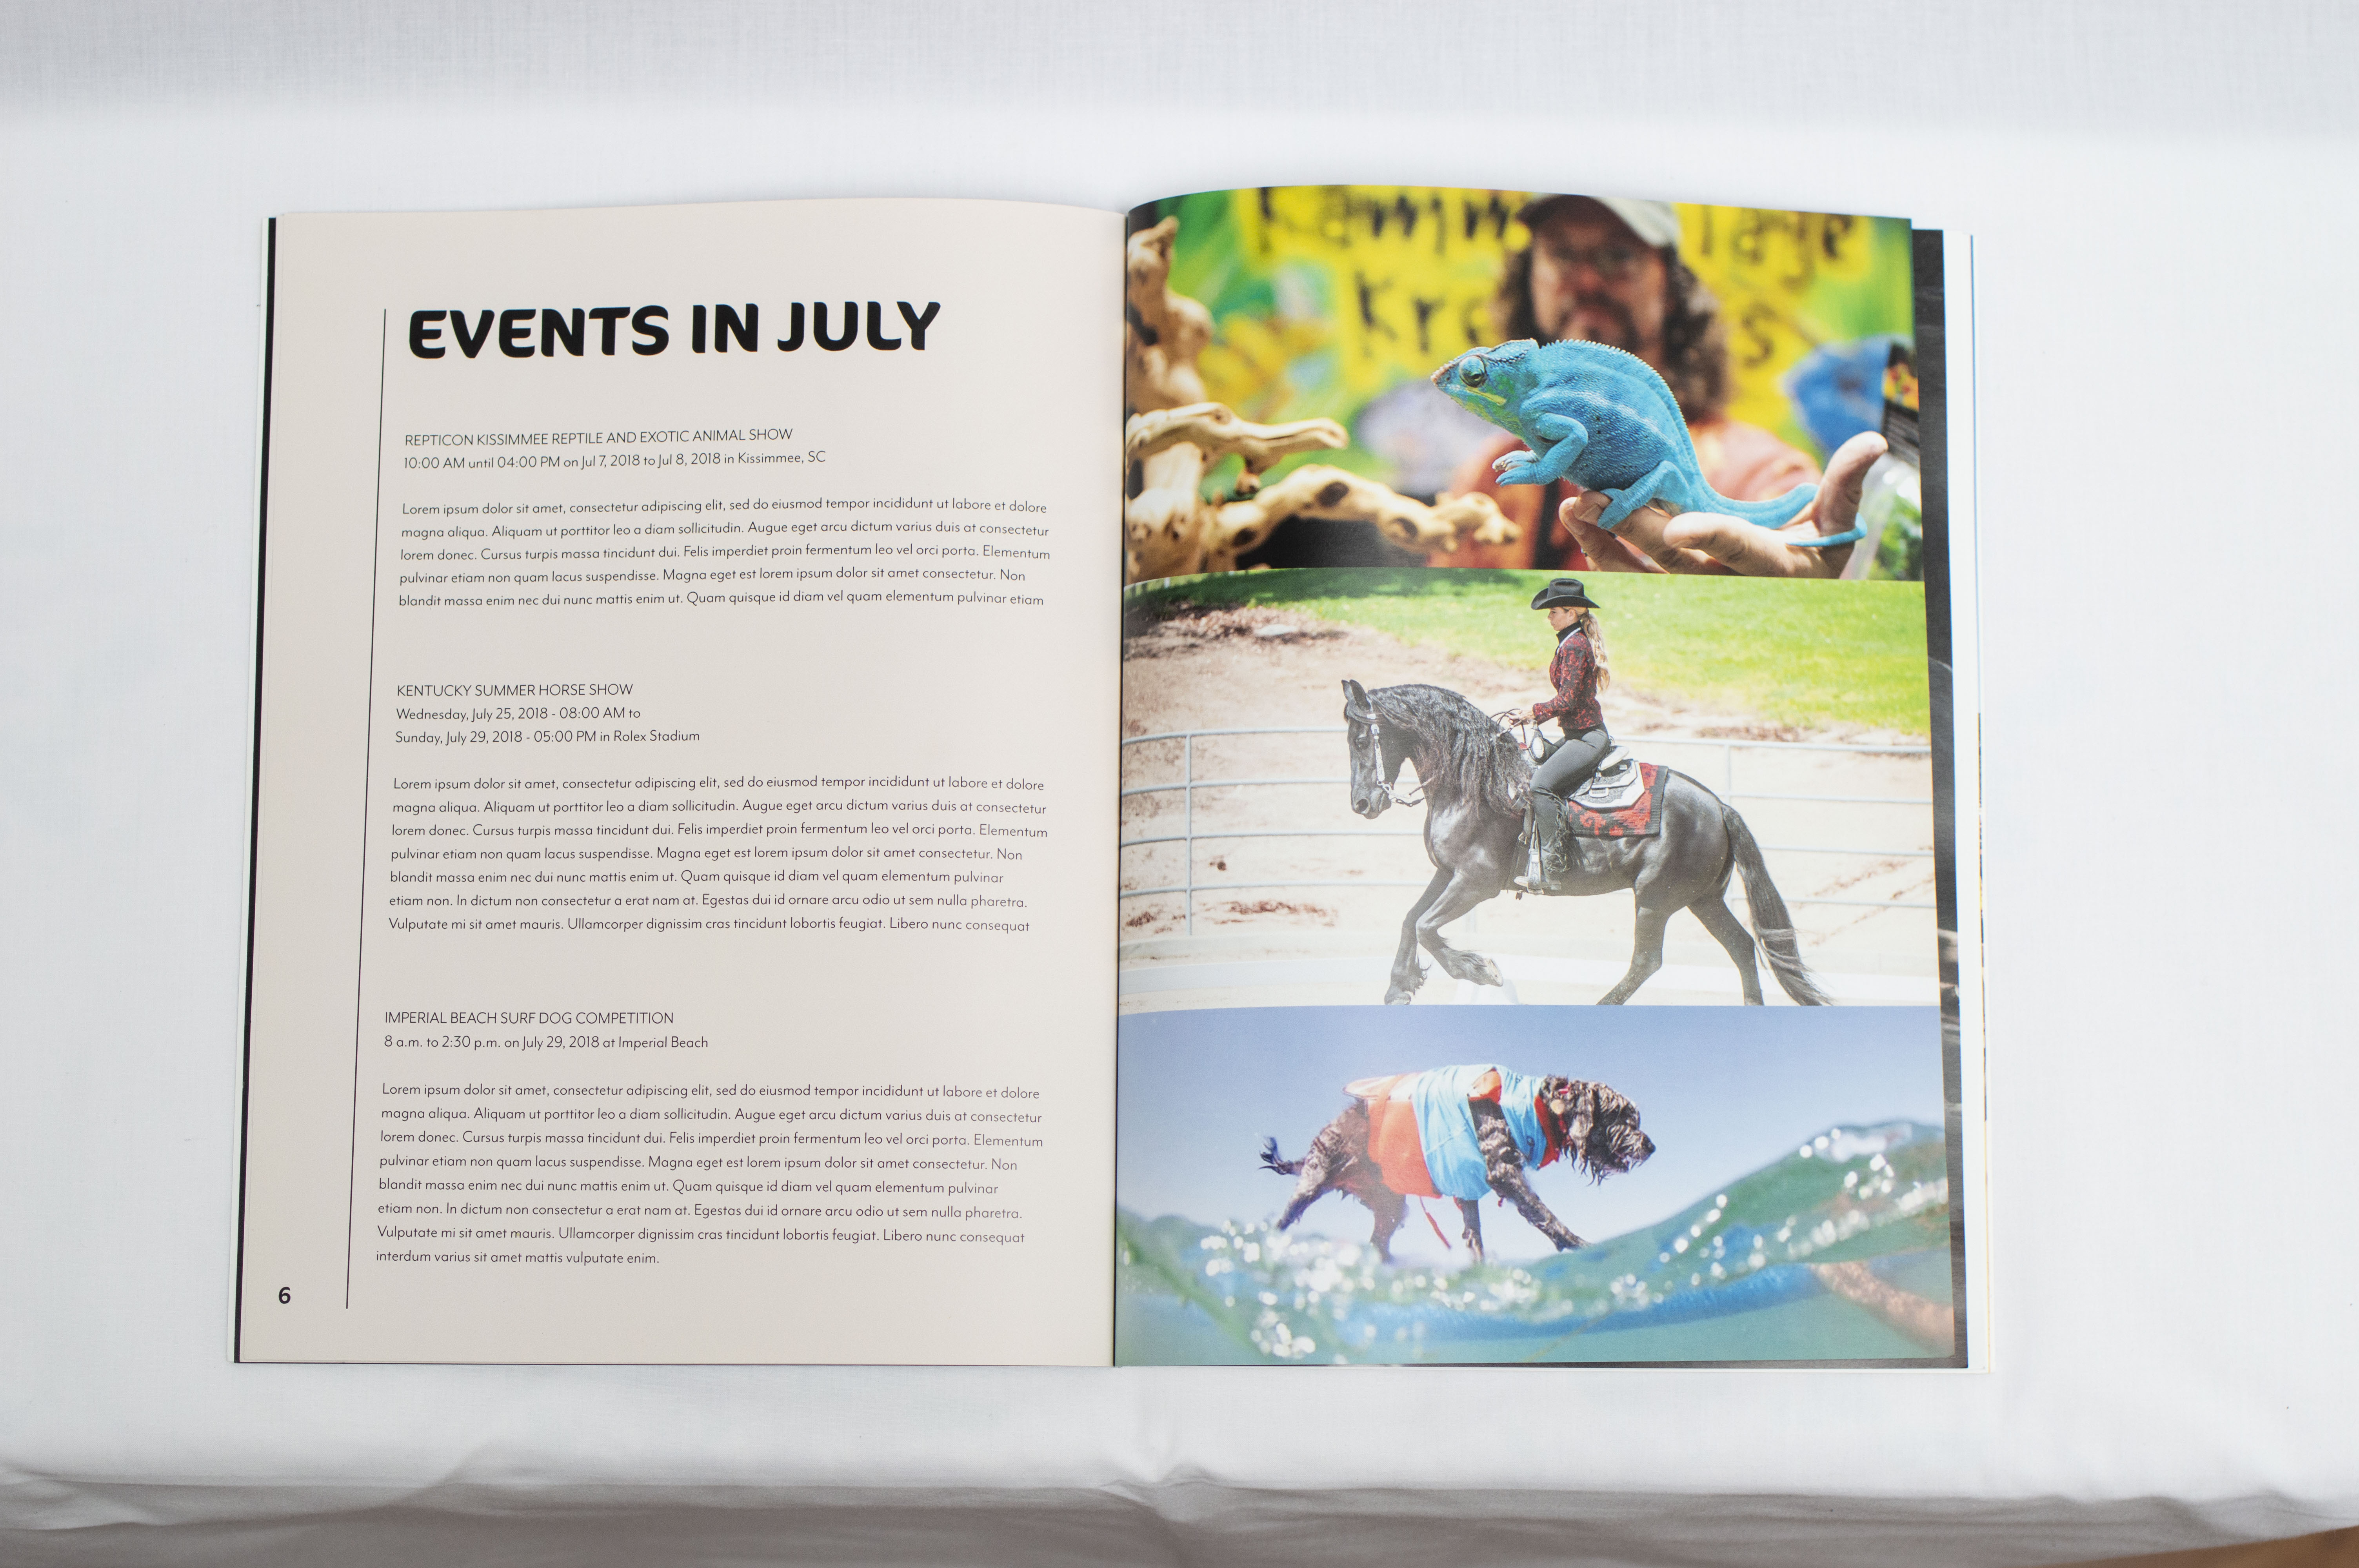 EVENTS IN JULY
REPTICON KISSIMMEE REPTILE AND EXOTIC ANIMAL SHOW
10:00 AM until 04:00 PM on Jul 7, 2018 to Jul 8, 2018 in Kissimmee, SC
Lorem ipsum dolor sit amet, consectetur adipiscing elit, sed do eiusmod tempor incididunt ut labore et dolore
magna aliqua. Aliquam ut porttitor leo a diam sollicitudin. Augue eget arcu dictum varius duis at consectetur
lorem donec. Cursus turpis massa tincidunt dui. Felis imperdiet proin fermentum leo vel orci porta. Elementum
pulvinar etiam non quam lacus suspendisse. Magna eget est lorem ipsum dolor sit amet consectetur. Non
blandit massa enim nec dui nunc mattis enim ut. Quam quisque id diam vel quam elementum pulvinar etiam
KENTUCKY SUMMER HORSE SHOW
Wednesday, July 25, 2018 - 08:00 AM to
Sunday, July 29, 2018 - 05:00 PM in Rolex Stadium
Lorem ipsum dolor sit amet, consectetur adipiscing elit, sed do eiusmod tempor incididunt ut labore et dolore
magna aliqua. Aliquam ut porttitor leo a diam sollicitudin. Augue eget arcu dictum varius duis at consectetur
lorem donec. Cursus turpis massa tincidunt dui. Felis imperdiet proin fermentum leo vel orci porta. Elementum
pulvinar etiam non quam lacus suspendisse. Magna eget est lorem ipsum dolor sit amet consectetur. Non
blandit massa enim nec dui nunc mattis enim ut. Quam quisque id diam vel quam elementum pulvinar
etiam non. In dictum non consectetur a erat nam at. Egestas dui id ornare arcu odio ut sem nulla pharetra.
Vulputate mi sit amet mauris. Ullamcorper dignissim cras tincidunt lobortis feugiat. Libero nunc consequat
IMPERIAL BEACH SURF DOG COMPETITION
8 a.m. to 2:30 p.m. on July 29, 2018 at Imperial Beach
Lorem ipsum dolor sit amet, consectetur adipiscing elit, sed do eiusmod tempor incididunt ut labore et dolore
magna aliqua. Aliquam ut porttitor leo a diam sollicitudin. Augue eget arcu dictum varius duis at consectetur
lorem donec. Cursus turpis massa tincidunt dui. Felis imperdiet proin fermentum leo vel orci porta. Elementum
pulvinar etiam non quam lacus suspendisse. Magna eget est lorem ipsum dolor sit amet consectetur. Non
blandit massa enim nec dui nunc mattis enim ut. Quam quisque id diam vel quam elementum pulvinar
etiam non. In dictum non consectetur a erat nam at. Egestas dui id ornare arcu odio ut sem nulla pharetra.
Vulputate mi sit amet mauris. Ullamcorper dignissim cras tincidunt lobortis feugiat. Libero nunc consequat
interdum varius sit amet mattis vulputate enim.
6